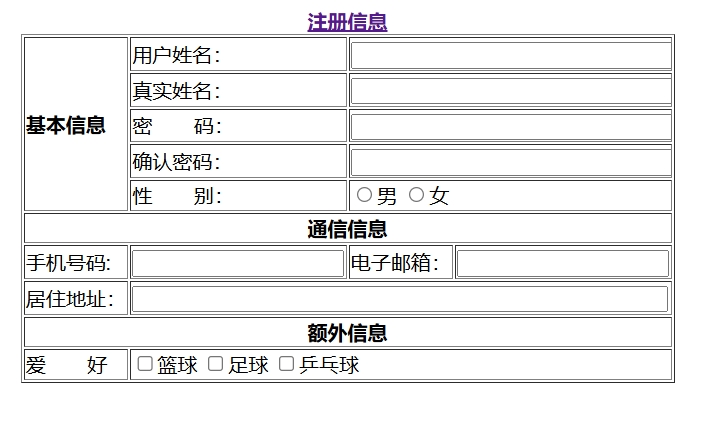 注册信息
基本信息
用户姓名：
真实姓名：
密 码：
确认密码：
性 别： 男 女
通信信息
手机号码: 电子邮箱：
居住地址：
额外信息
爱 好 篮球 足球 乒乓球